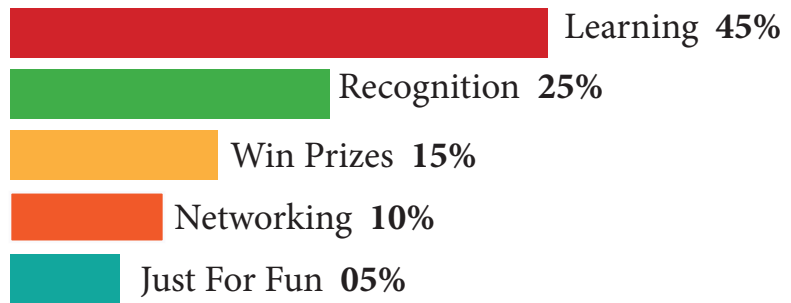 Learning 45%
Recognition 25%
Win Prizes 15%
Networking 10%
Just For Fun 05%